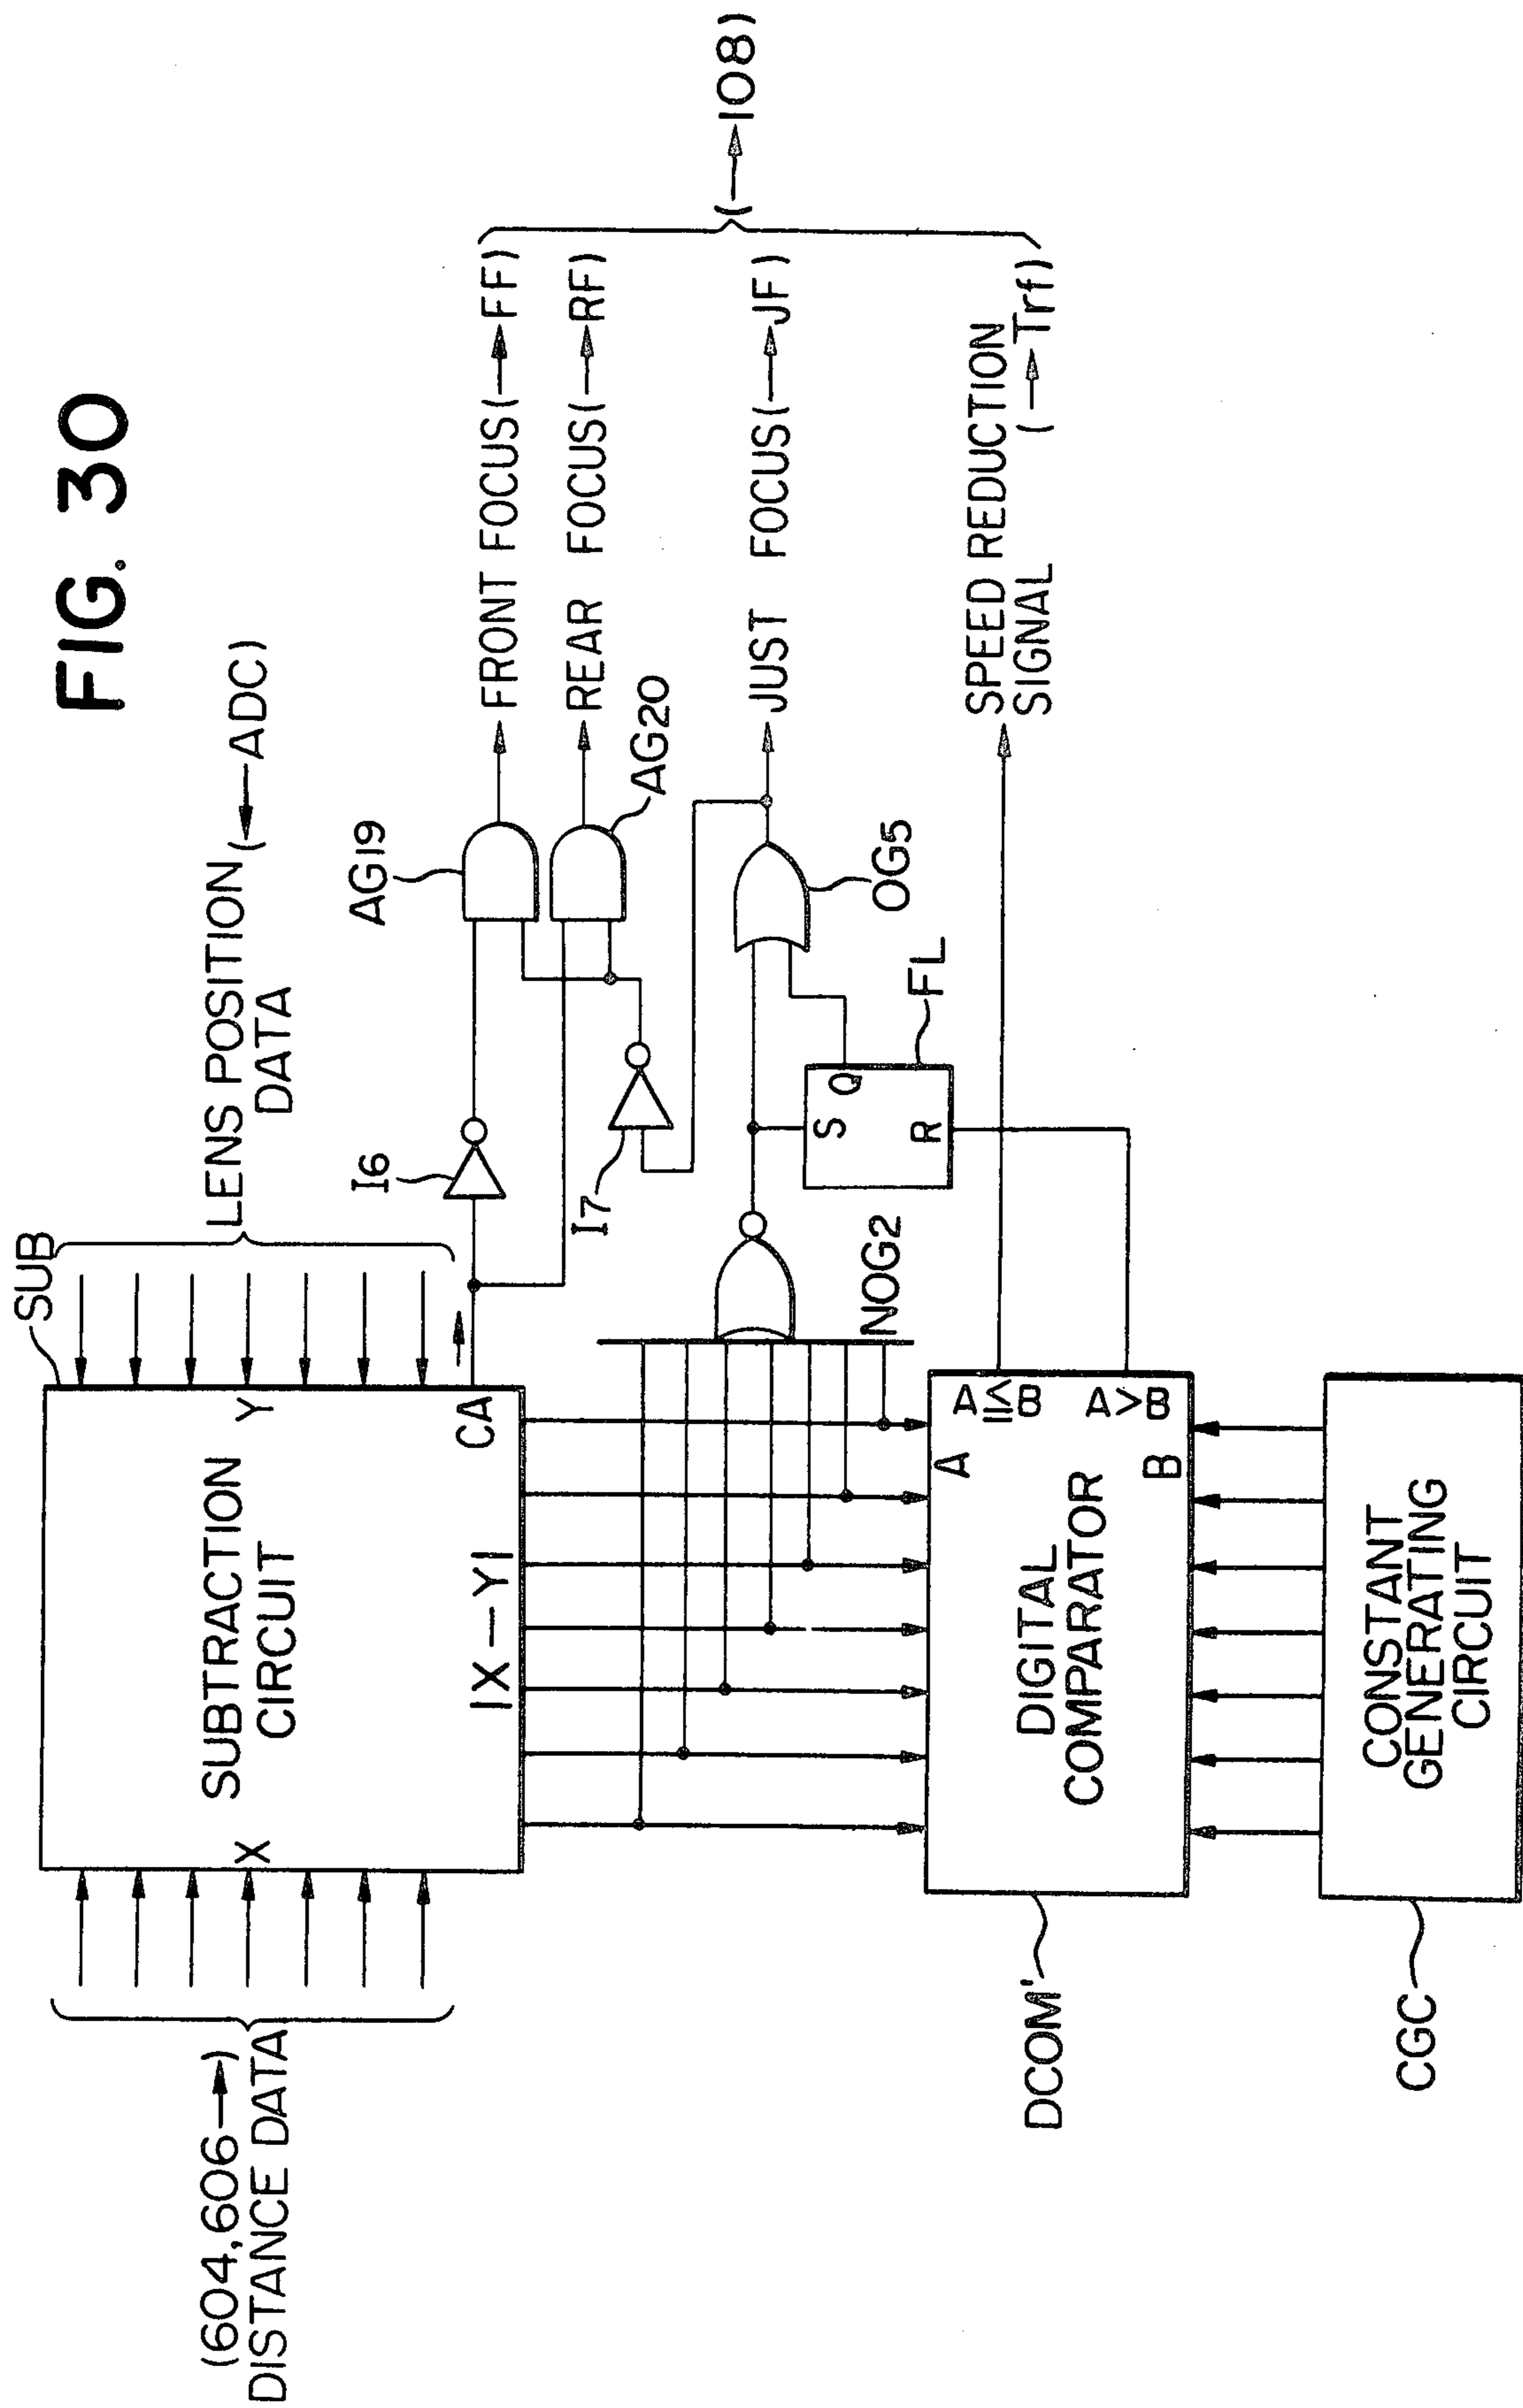 FIG. 30
(604,606→)
DISTANCE DATA
SUB
LENS POSITION
DATA
(←ADC)
X
SUBTRACTION
CIRCUIT
Y
|X-Y|
CA
I6
AG19
FRONT FOCUS(→FF)
REAR FOCUS(→RF)
AG20
I7
(→108)
NOG2
S
Q
R
FL
OG5
JUST FOCUS(→JF)
DCOM'
DIGITAL
COMPARATOR
A
A≦B
A>B
B
SPEED REDUCTION
SIGNAL (→Trf)
CGC
CONSTANT
GENERATING
CIRCUIT